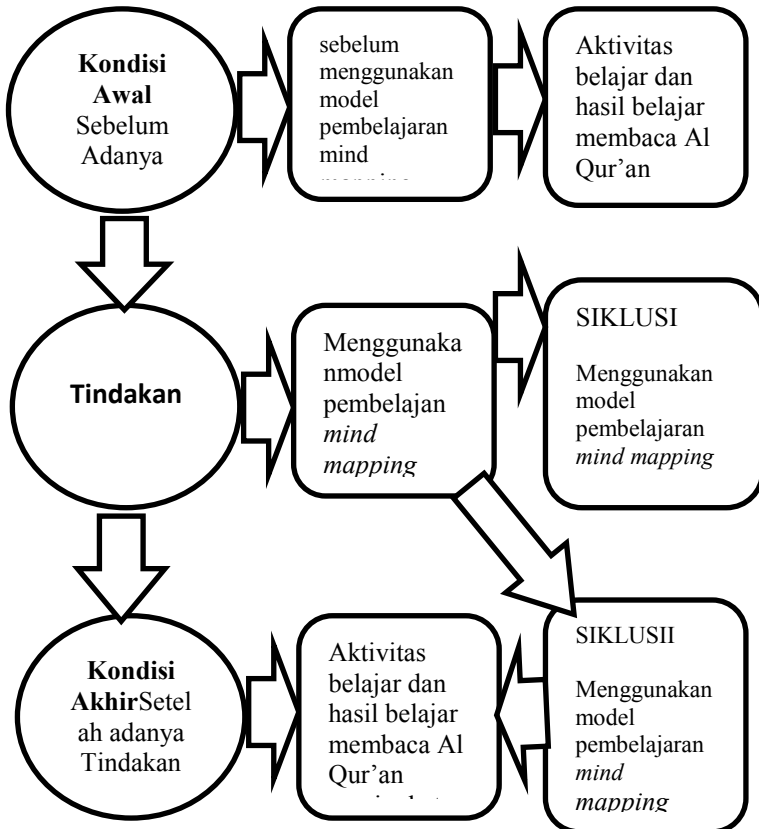 Kondisi
Awal
Sebelum
Adanya
sebelum
menggunakan
model
pembelajaran
mind
Aktivitas
belajar dan
hasil belajar
membaca Al
Qur’an
Tindakan
Menggunaka
nmodel
pembelajan
mind
mapping
SIKLUSI
Menggunakan
model
pembelajaran
mind mapping
Kondisi
AkhirSetel
ah adanya
Tindakan
Aktivitas
belajar dan
hasil belajar
membaca Al
Qur’an
SIKLUSII
Menggunakan
model
pembelajaran
mind
mapping